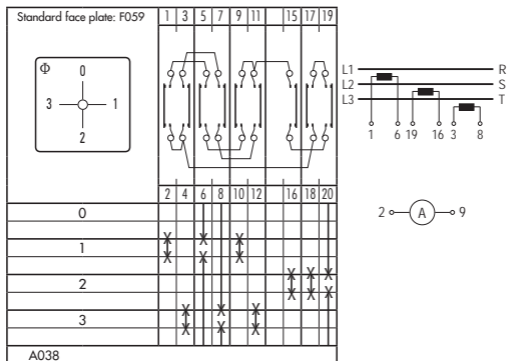 Standard face plate: F059
1 3 5 7 9 11 15 17 19
Φ
0
3 1
2
2 4 6 8 10 12 16 18 20
0
1
X X X
X X X
2
X X X
X X X
3
X X X
X X X
A038
L1 R
L2 S
L3 T
1 6 19 16 3 8
2 A 9